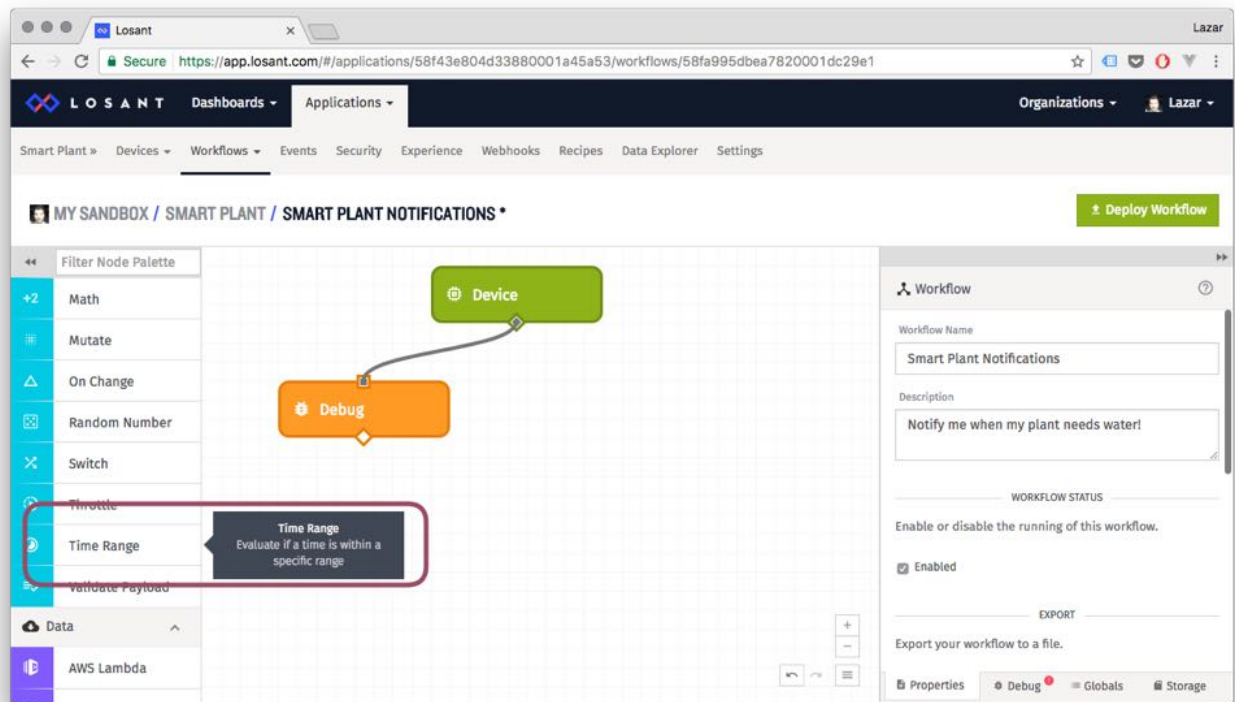 Losant
Lazar
Secure https://app.losant.com/#/applications/58f43e804d33880001a45a53/workflows/58fa995dbea7820001dc29e1
LOSANT Dashboards Applications Organizations Lazar
Smart Plant » Devices Workflows Events Security Experience Webhooks Recipes Data Explorer Settings
MY SANDBOX / SMART PLANT / SMART PLANT NOTIFICATIONS *
Deploy Workflow
Filter Node Palette
+2 Math
Mutate
On Change
Random Number
Switch
Throttle
Time Range
Validate Payload
Data
AWS Lambda
Device
Debug
Time Range
Evaluate if a time is within a
specific range
Workflow
Workflow Name
Smart Plant Notifications
Description
Notify me when my plant needs water!
WORKFLOW STATUS
Enable or disable the running of this workflow.
Enabled
EXPORT
Export your workflow to a file.
Properties Debug Globals Storage